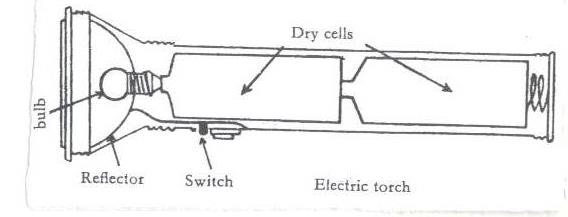 Dry cells
bulb
Reflector
Switch
Electric torch